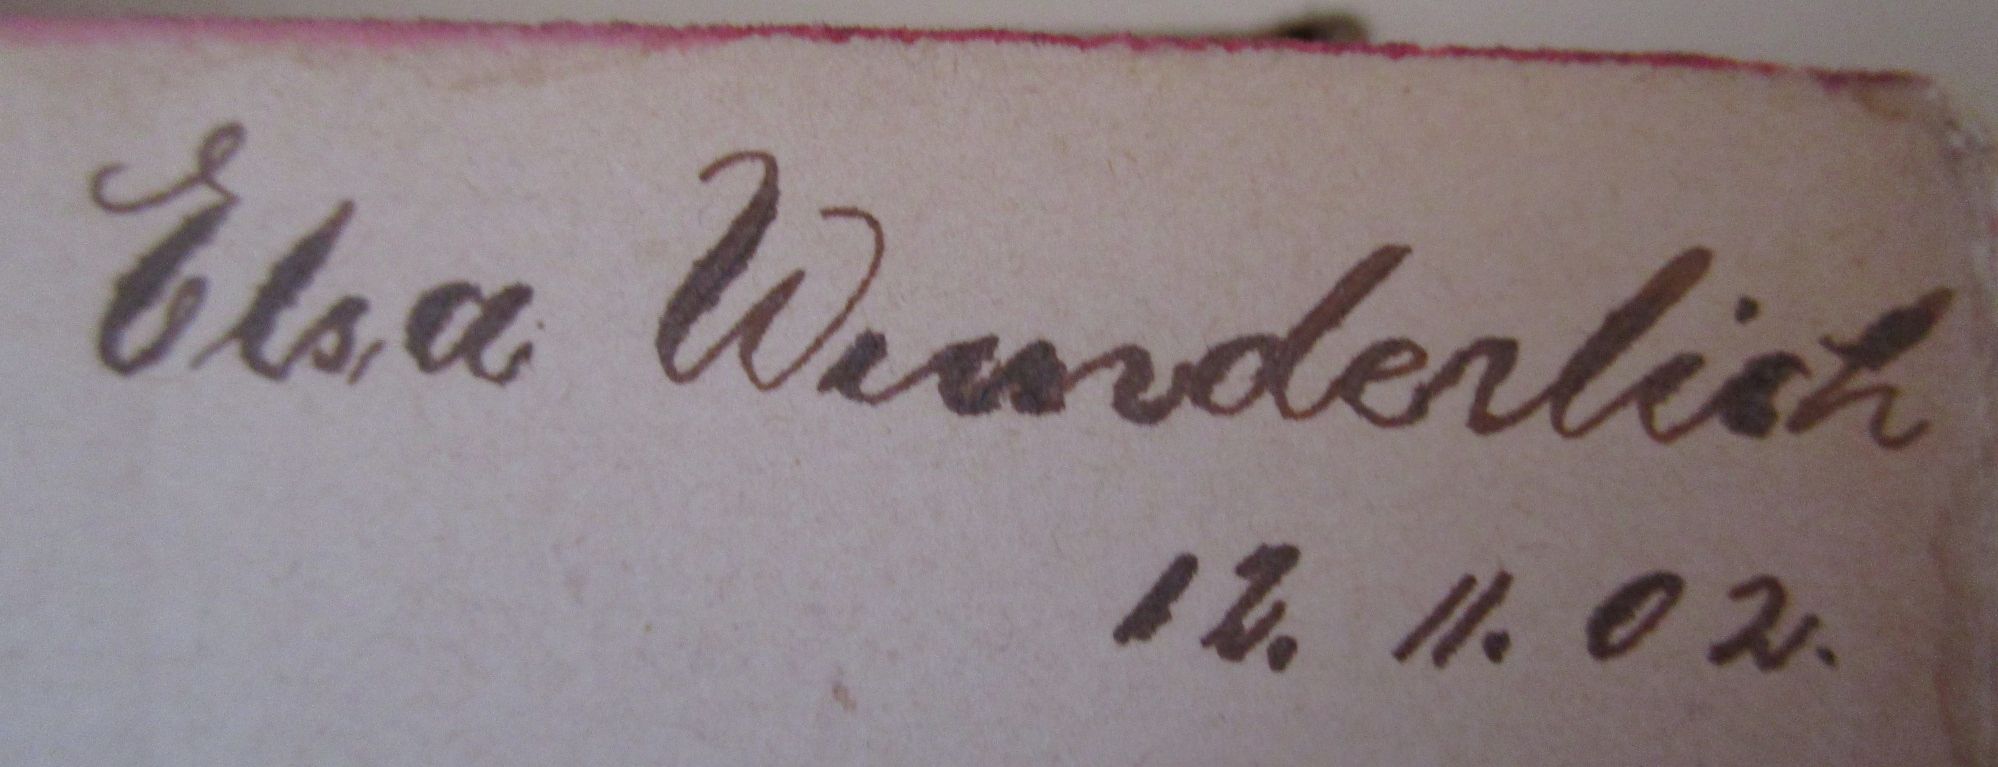 Elsa Wunderlich
12. 11. 02.